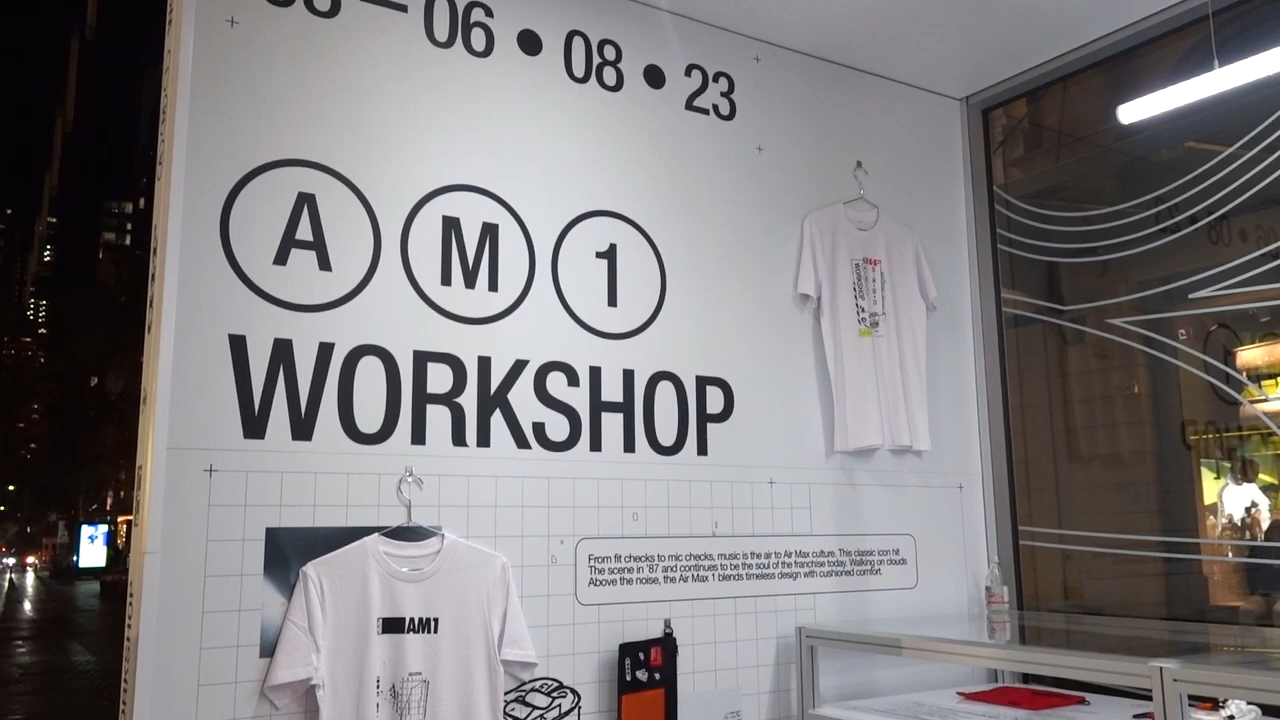 06 • 08 • 23
A M 1
WORKSHOP
WORKSHOP
From fit checks to mic checks, music is the air to Air Max culture. This classic icon hit
The scene in '87 and continues to be the soul of the franchise today. Walking on clouds
Above the noise, the Air Max 1 blends timeless design with cushioned comfort.
AM1